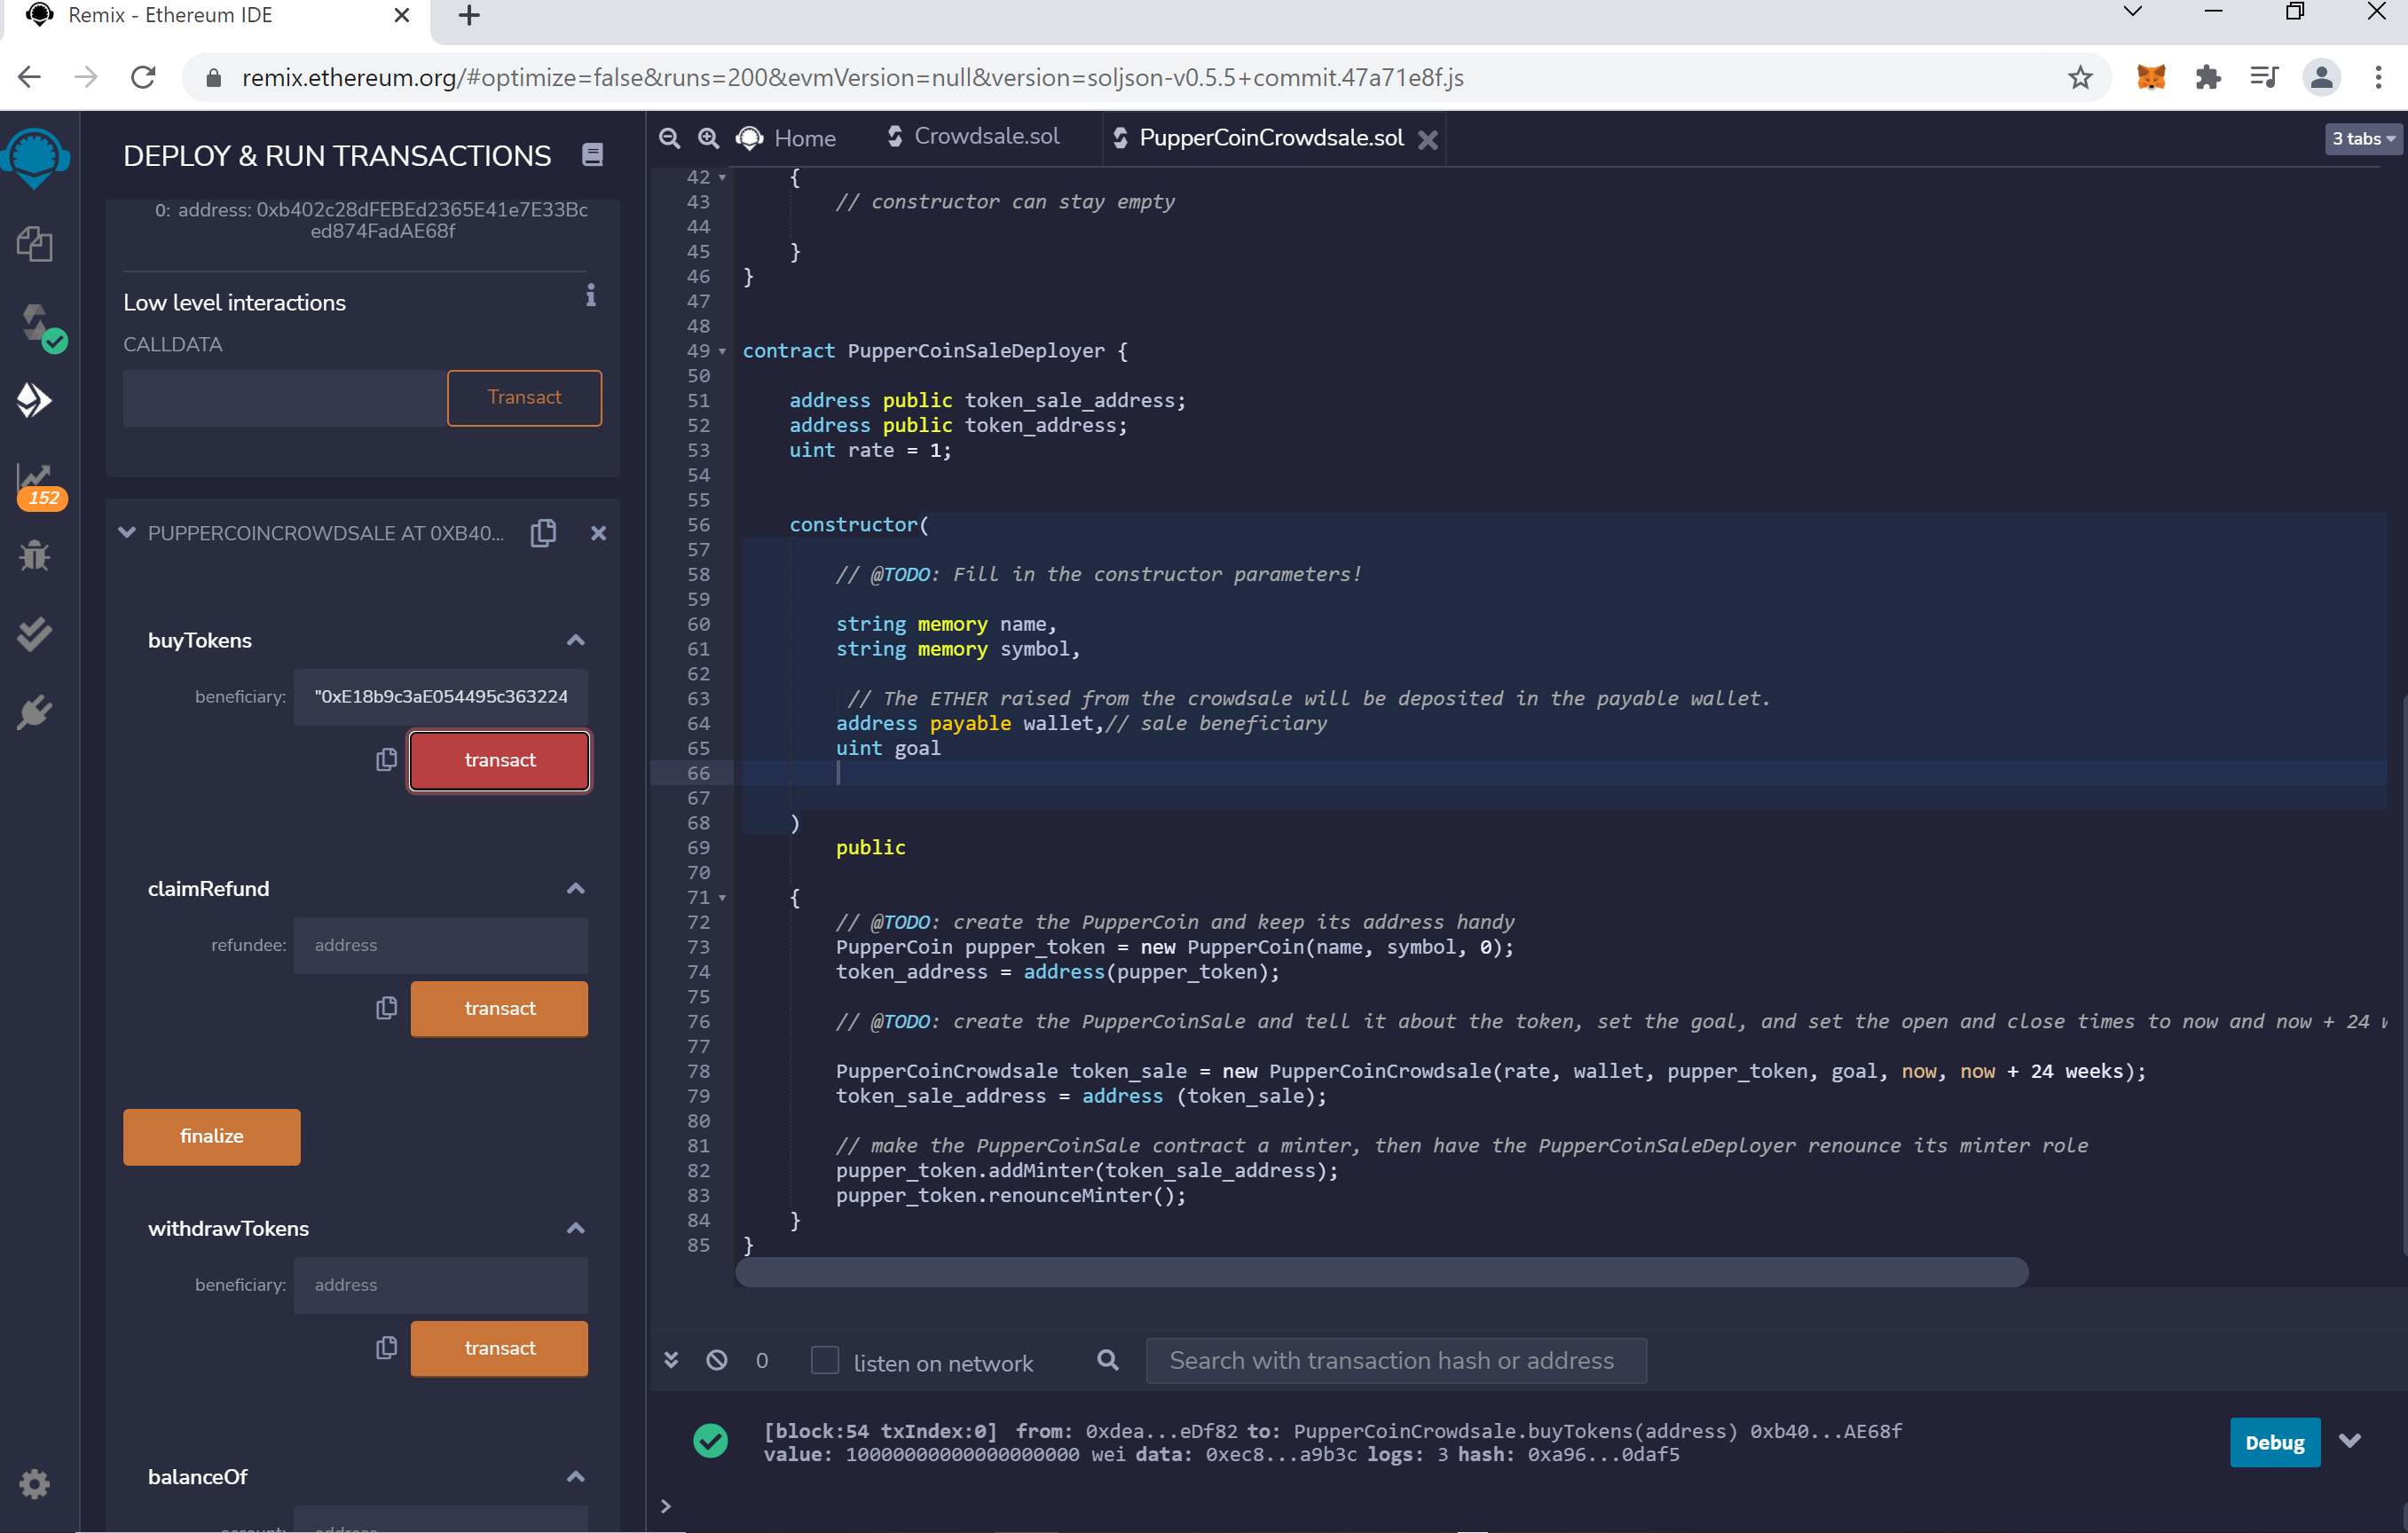 Remix - Ethereum IDE
remix.ethereum.org/#optimize=false&runs=200&evmVersion=null&version=soljson-v0.5.5+commit.47a71e8f.js
DEPLOY & RUN TRANSACTIONS
0: address: 0xb402c28dFEBEd2365E41e7E33Bc
ed874FadAE68f
Low level interactions
CALLDATA
Transact
152
PUPPERCOINCROWDSALE AT 0XB40...
buyTokens
beneficiary: "0xE18b9c3aE054495c363224
transact
claimRefund
refundee: address
transact
finalize
withdrawTokens
beneficiary: address
transact
balanceOf
Home
Crowdsale.sol
PupperCoinCrowdsale.sol
3 tabs
42 {
43 // constructor can stay empty
44
45 }
46 }
47
48
49 contract PupperCoinSaleDeployer {
50
51 address public token_sale_address;
52 address public token_address;
53 uint rate = 1;
54
55
56 constructor(
57
58 // @TODO: Fill in the constructor parameters!
59
60 string memory name,
61 string memory symbol,
62
63 // The ETHER raised from the crowdsale will be deposited in the payable wallet.
64 address payable wallet,// sale beneficiary
65 uint goal
66
67
68 )
69 public
70
71 {
72 // @TODO: create the PupperCoin and keep its address handy
73 PupperCoin pupper_token = new PupperCoin(name, symbol, 0);
74 token_address = address(pupper_token);
75
76 // @TODO: create the PupperCoinSale and tell it about the token, set the goal, and set the open and close times to now and now + 24
77
78 PupperCoinCrowdsale token_sale = new PupperCoinCrowdsale(rate, wallet, pupper_token, goal, now, now + 24 weeks);
79 token_sale_address = address (token_sale);
80
81 // make the PupperCoinSale contract a minter, then have the PupperCoinSaleDeployer renounce its minter role
82 pupper_token.addMinter(token_sale_address);
83 pupper_token.renounceMinter();
84 }
85 }
0
listen on network
Search with transaction hash or address
[block:54 txIndex:0] from: 0xdea...eDf82 to: PupperCoinCrowdsale.buyTokens(address) 0xb40...AE68f
value: 10000000000000000000 wei data: 0xec8...a9b3c logs: 3 hash: 0xa96...0daf5
Debug
>